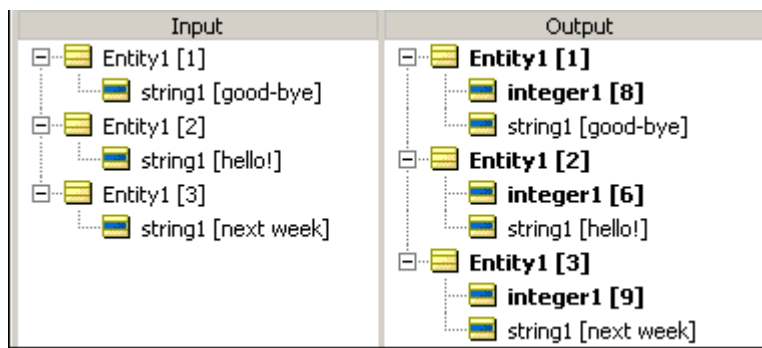 Input
Entity1 [1]
string1 [good-bye]
Entity1 [2]
string1 [hello!]
Entity1 [3]
string1 [next week]
Output
Entity1 [1]
integer1 [8]
string1 [good-bye]
Entity1 [2]
integer1 [6]
string1 [hello!]
Entity1 [3]
integer1 [9]
string1 [next week]